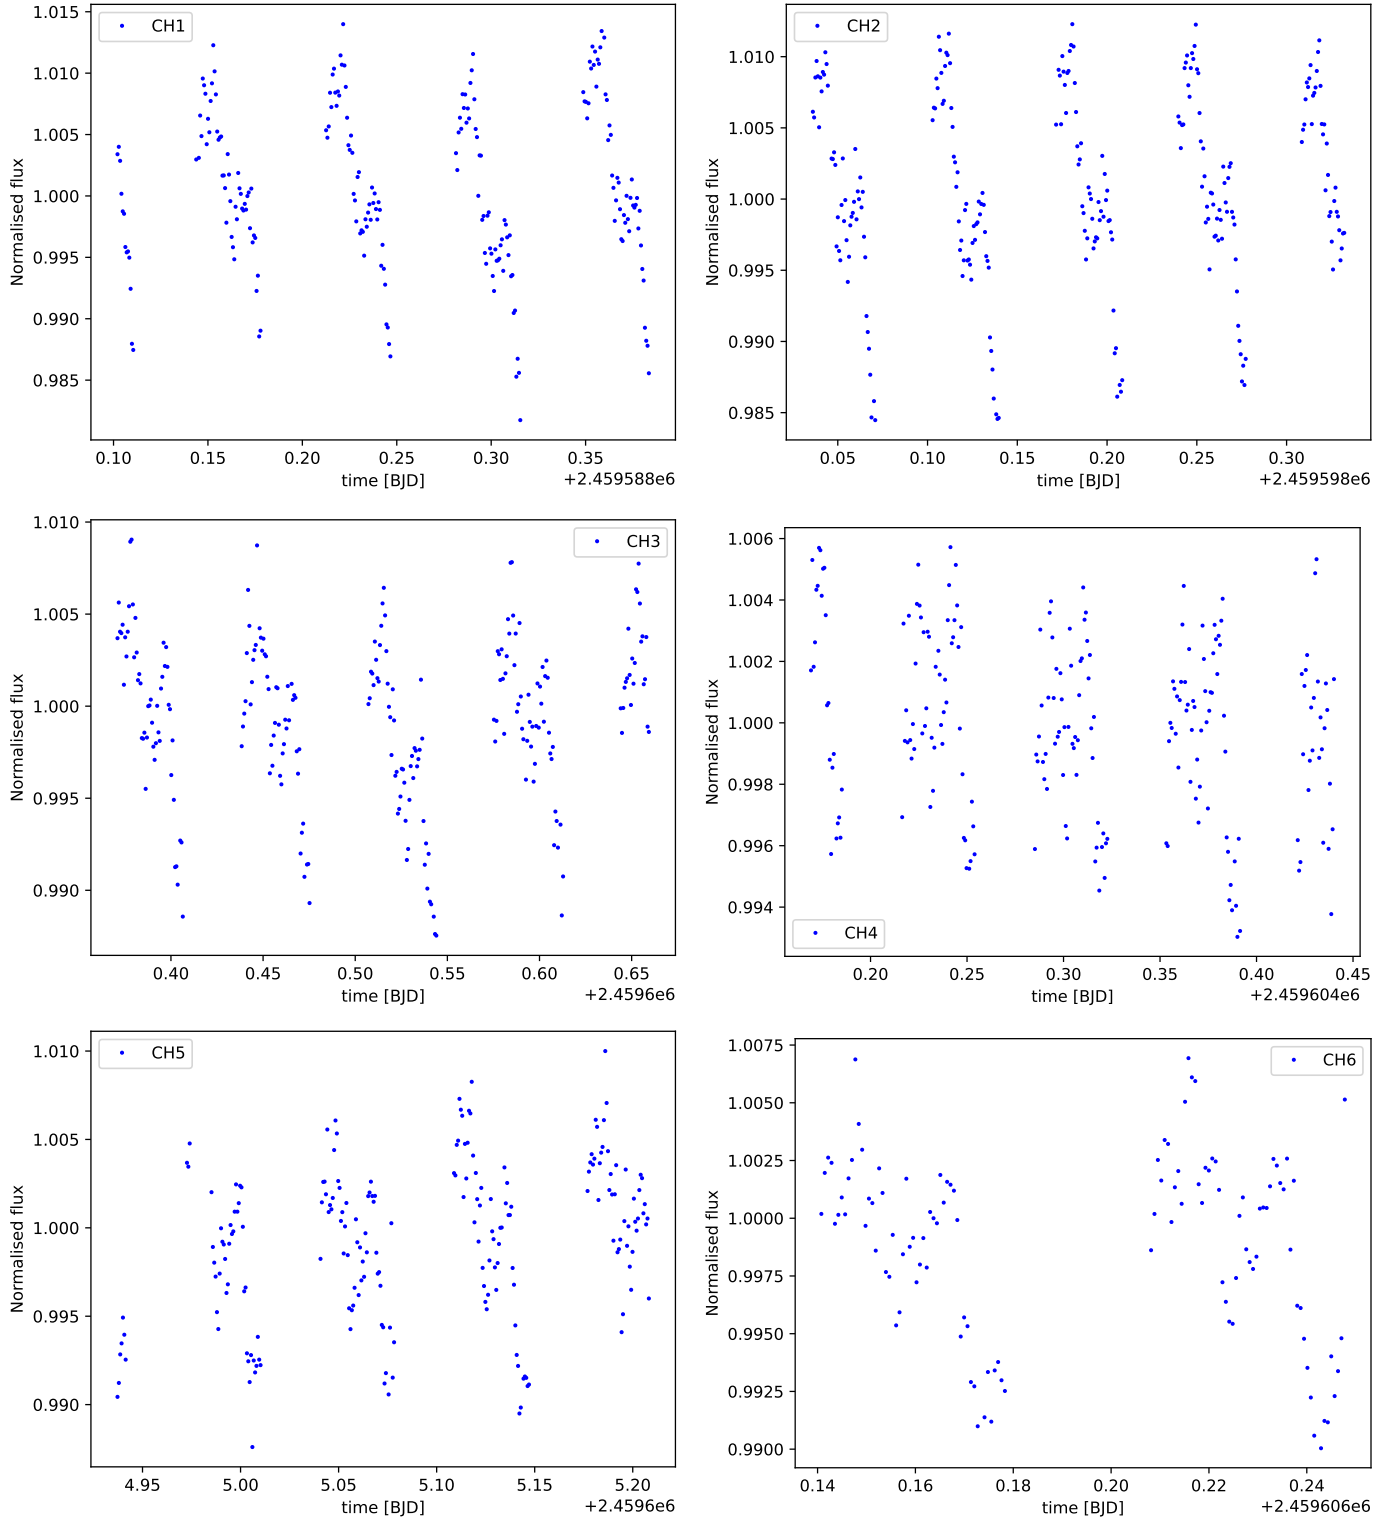 CH1
Normalised flux
1.015
1.010
1.005
1.000
0.995
0.990
0.985
0.10 0.15 0.20 0.25 0.30 0.35
time [BJD]
+2.459588e6
CH2
Normalised flux
1.010
1.005
1.000
0.995
0.990
0.985
0.05 0.10 0.15 0.20 0.25 0.30
time [BJD]
+2.459598e6
CH3
Normalised flux
1.010
1.005
1.000
0.995
0.990
0.40 0.45 0.50 0.55 0.60 0.65
time [BJD]
+2.4596e6
CH4
Normalised flux
1.006
1.004
1.002
1.000
0.998
0.996
0.994
0.20 0.25 0.30 0.35 0.40 0.45
time [BJD]
+2.459604e6
CH5
Normalised flux
1.010
1.005
1.000
0.995
0.990
4.95 5.00 5.05 5.10 5.15 5.20
time [BJD]
+2.4596e6
CH6
Normalised flux
1.0075
1.0050
1.0025
1.0000
0.9975
0.9950
0.9925
0.9900
0.14 0.16 0.18 0.20 0.22 0.24
time [BJD]
+2.459606e6